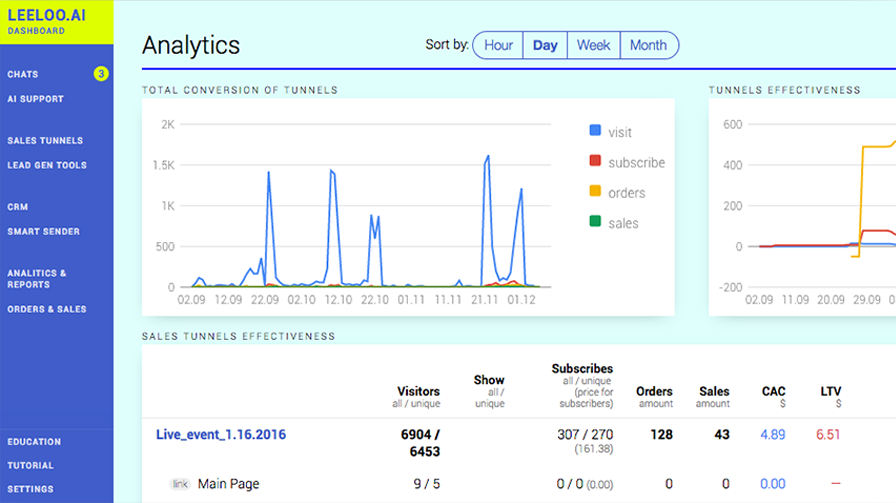 LEELOO.AI
DASHBOARD
CHATS 3
AI SUPPORT
SALES TUNNELS
LEAD GEN TOOLS
CRM
SMART SENDER
ANALITICS &
REPORTS
ORDERS & SALES
EDUCATION
TUTORIAL
SETTINGS
Analytics
Sort by: Hour Day Week Month
TOTAL CONVERSION OF TUNNELS
2K
1.5K
1K
500
0
02.09 12.09 22.09 02.10 12.10 22.10 01.11 11.11 21.11 01.12
visit
subscribe
orders
sales
TUNNELS EFFECTIVENESS
600
400
200
0
-200
02.09 11.09 20.09 29.09
SALES TUNNELS EFFECTIVENESS
Visitors
all / unique
Show
all /
unique
Subscribes
all / unique
(price for
subscribers)
Orders
amount
Sales
amount
CAC
$
LTV
$
Live_event_1.16.2016 6904 / 6453 307 / 270 (161.38) 128 43 4.89 6.51
link Main Page 9 / 5 0 / 0 (0.00) 0 0 0.00 —